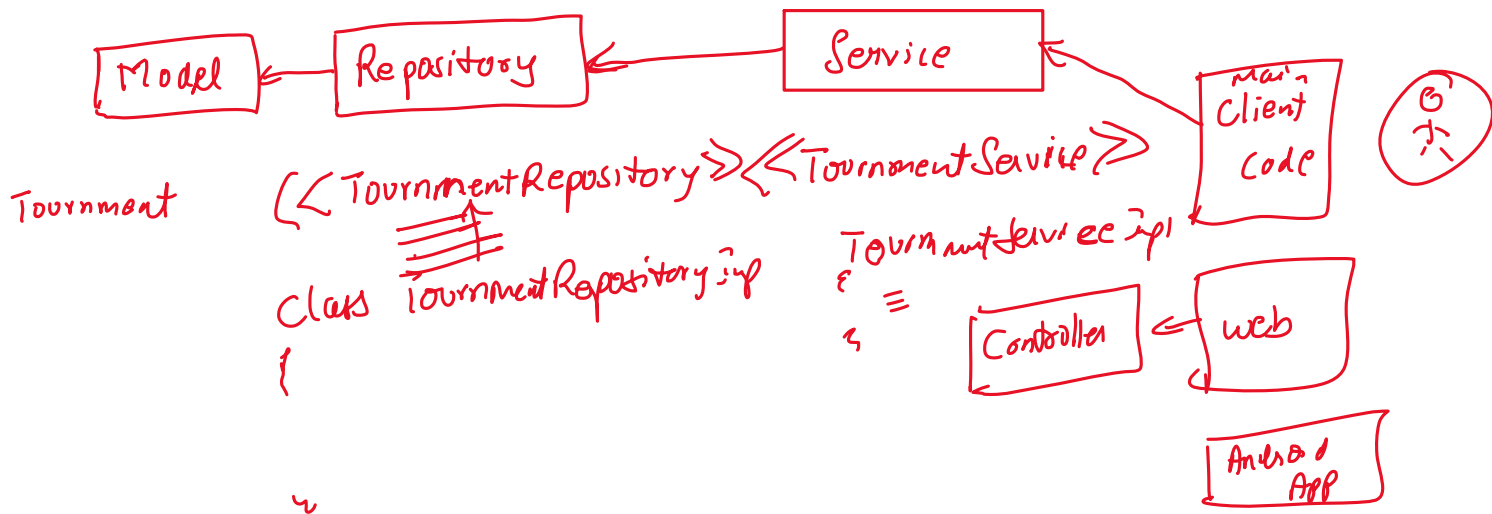 Model
Repository
Service
Main
Client
Code
Tournment
<<TournmentRepository>>
<<TournmentService>>
Class TournmentRepositoryimp
{
}
TournmentServiceimpl
{
}
Controller
web
Android
App